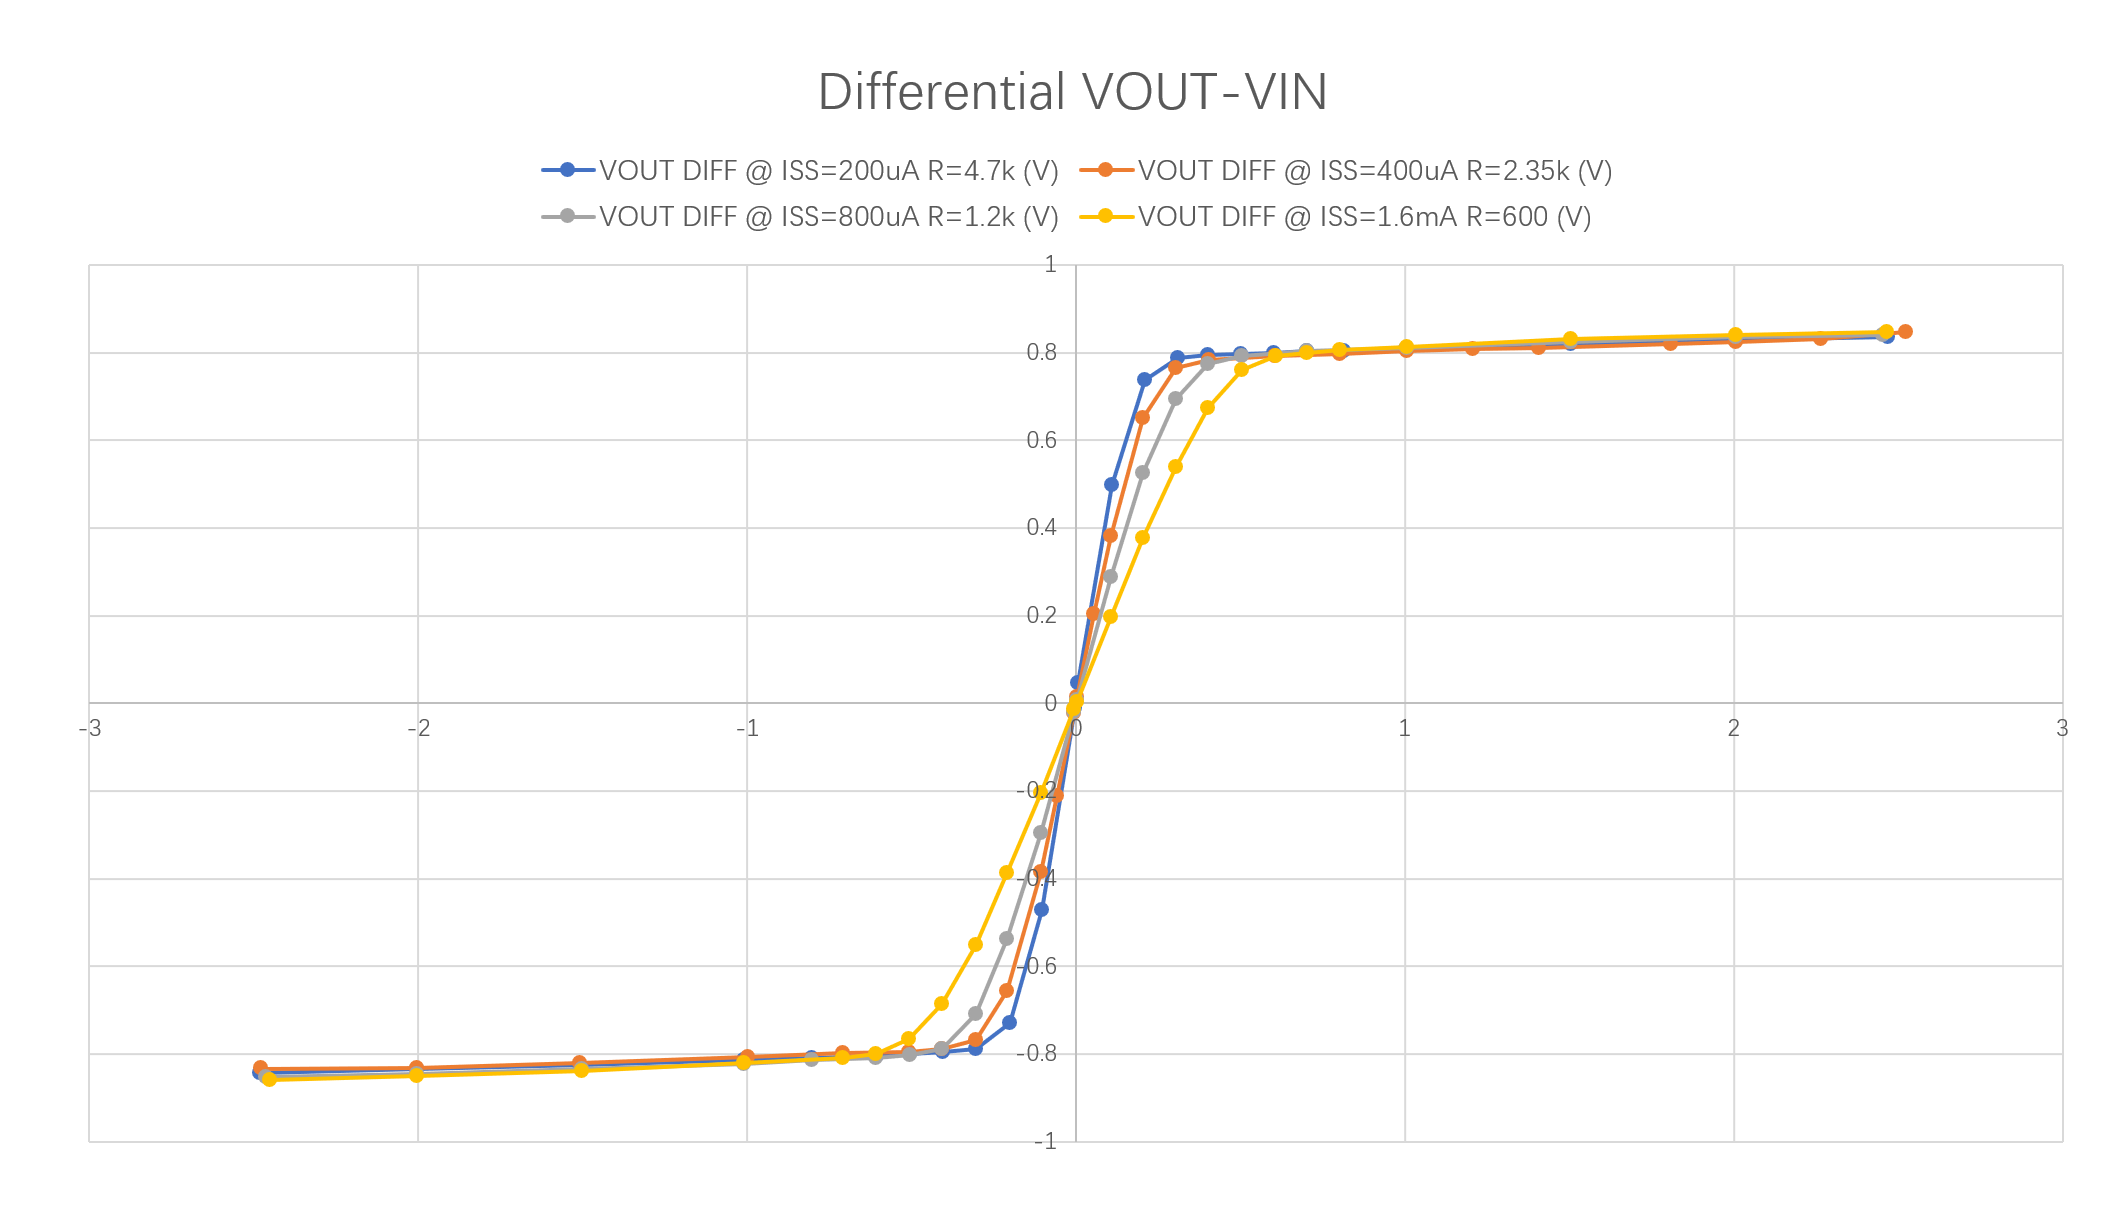 Differential VOUT-VIN
VOUT DIFF @ ISS=200uA R=4.7k (V) VOUT DIFF @ ISS=400uA R=2.35k (V)
VOUT DIFF @ ISS=800uA R=1.2k (V) VOUT DIFF @ ISS=1.6mA R=600 (V)
1
0.8
0.6
0.4
0.2
0
-3 -2 -1 0 1 2 3
-0.2
-0.4
-0.6
-0.8
-1